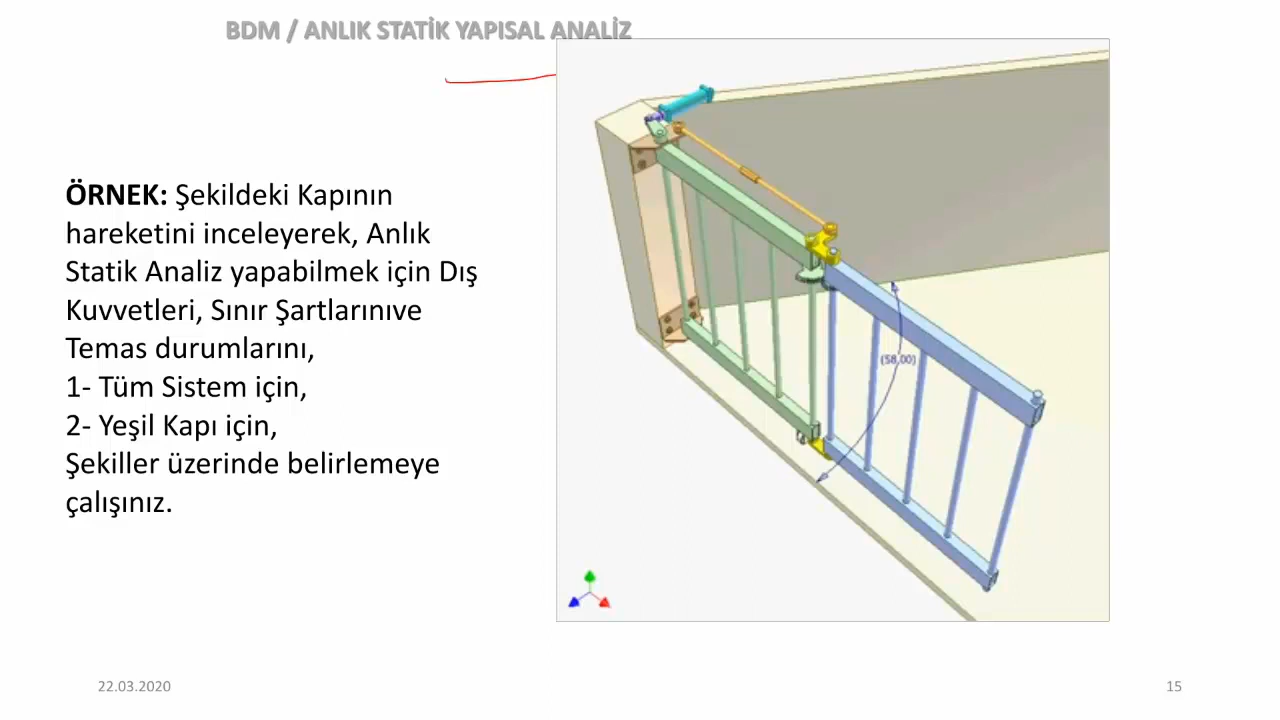 BDM / ANLIK STATİK YAPISAL ANALİZ
ÖRNEK: Şekildeki Kapının
hareketini inceleyerek, Anlık
Statik Analiz yapabilmek için Dış
Kuvvetleri, Sınır Şartlarınıve
Temas durumlarını,
1- Tüm Sistem için,
2- Yeşil Kapı için,
Şekiller üzerinde belirlemeye
çalışınız.
(58,00)
22.03.2020
15